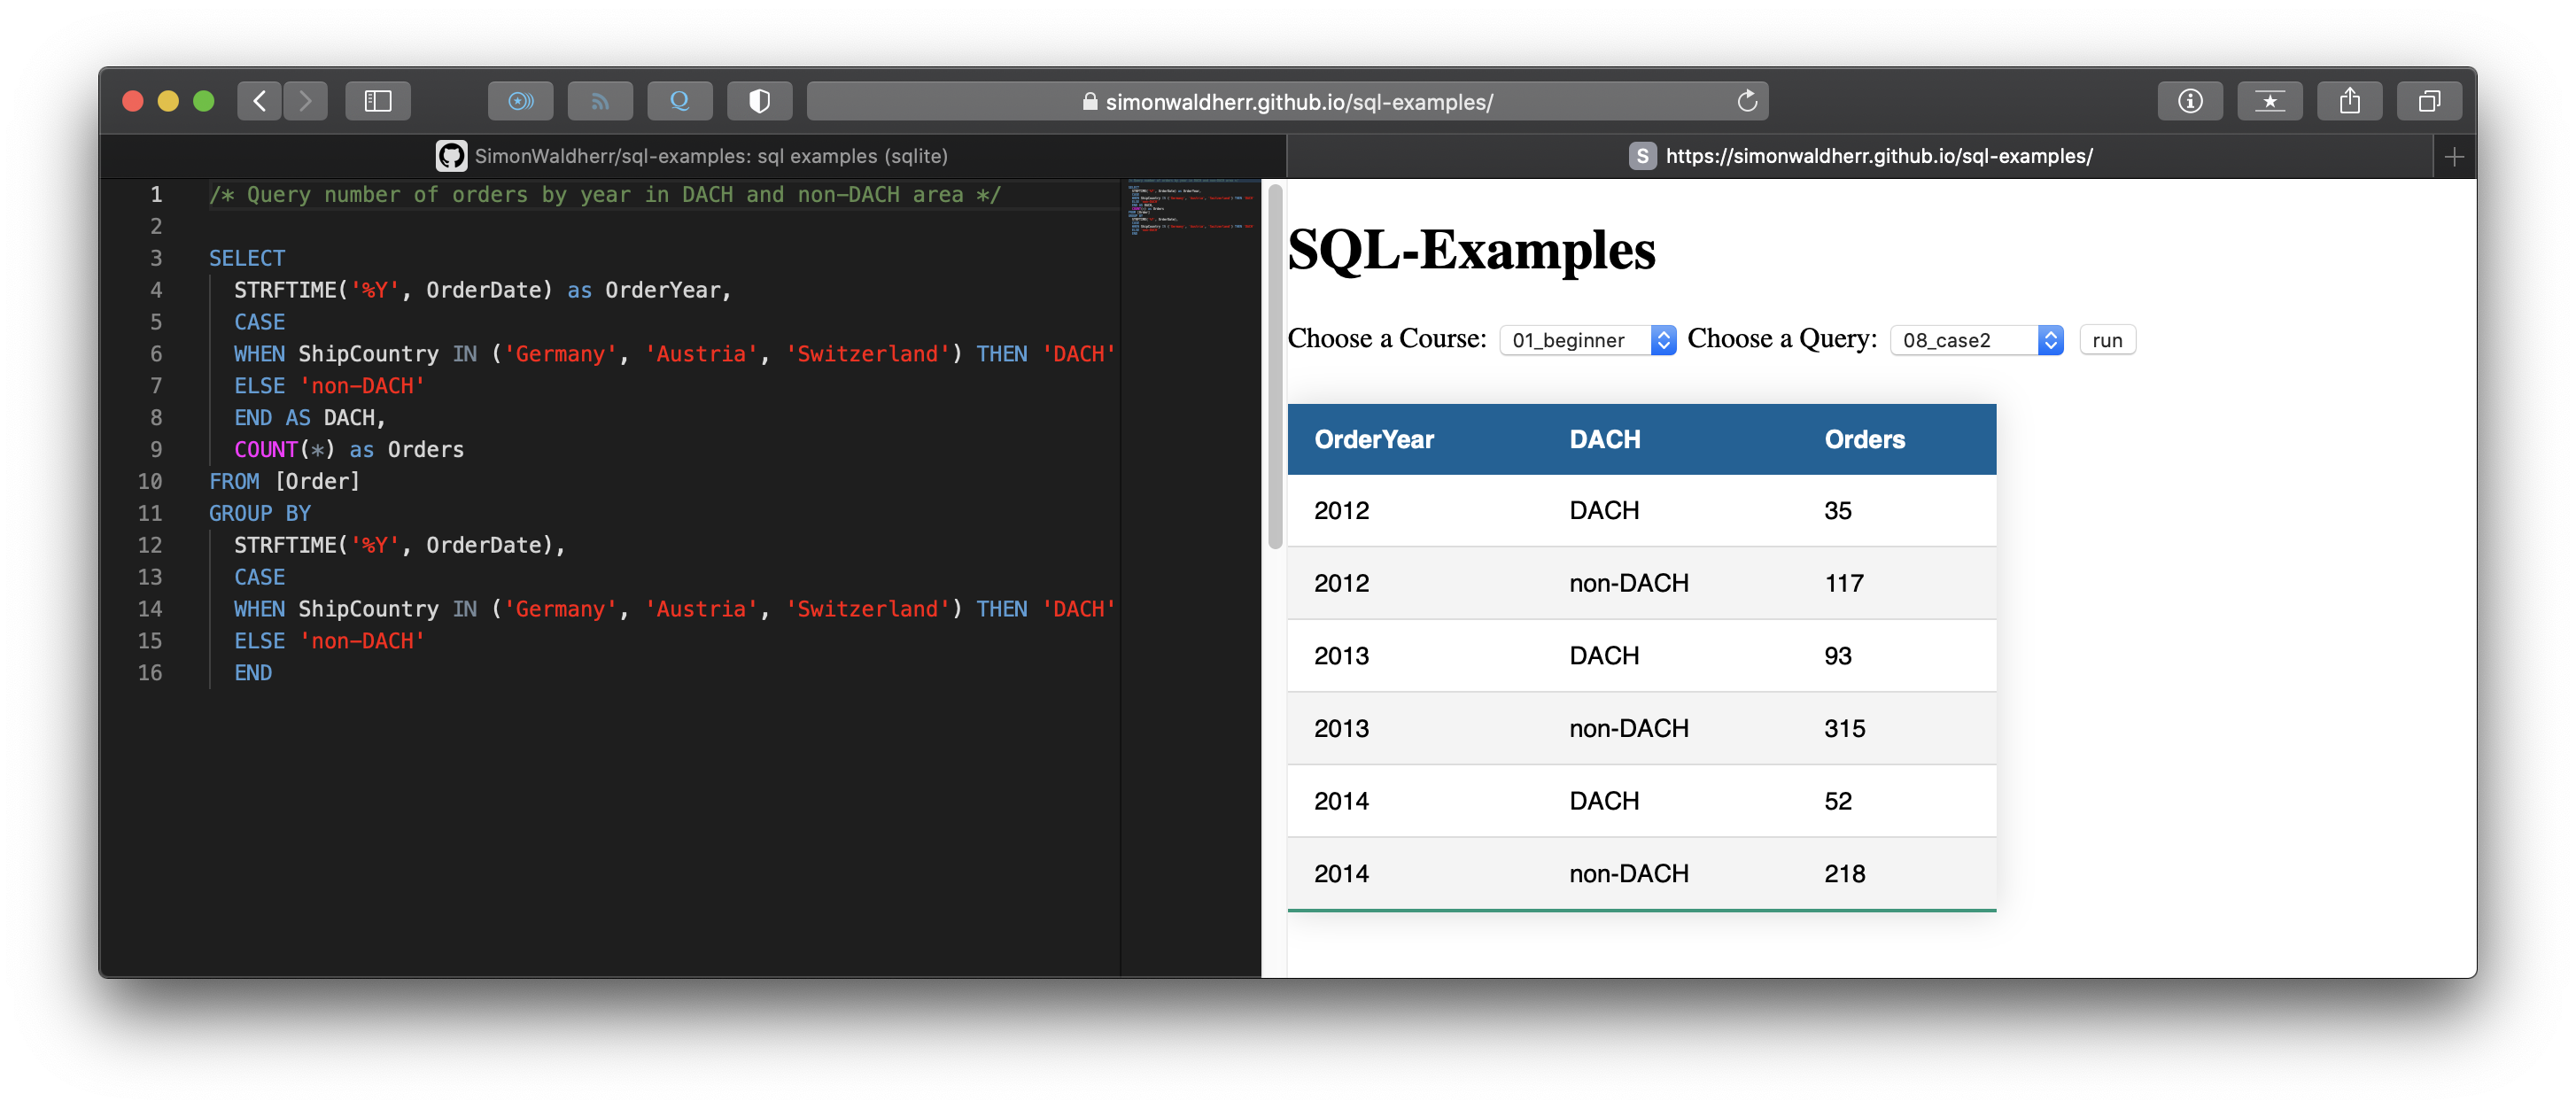 simonwaldherr.github.io/sql-examples/
SimonWaldherr/sql-examples: sql examples (sqlite)
S https://simonwaldherr.github.io/sql-examples/
1 /* Query number of orders by year in DACH and non-DACH area */
2
3 SELECT
4 STRFTIME('%Y', OrderDate) as OrderYear,
5 CASE
6 WHEN ShipCountry IN ('Germany', 'Austria', 'Switzerland') THEN 'DACH'
7 ELSE 'non-DACH'
8 END AS DACH,
9 COUNT(*) as Orders
10 FROM [Order]
11 GROUP BY
12 STRFTIME('%Y', OrderDate),
13 CASE
14 WHEN ShipCountry IN ('Germany', 'Austria', 'Switzerland') THEN 'DACH'
15 ELSE 'non-DACH'
16 END
SQL-Examples
Choose a Course: 01_beginner Choose a Query: 08_case2 run
OrderYear DACH Orders
2012 DACH 35
2012 non-DACH 117
2013 DACH 93
2013 non-DACH 315
2014 DACH 52
2014 non-DACH 218